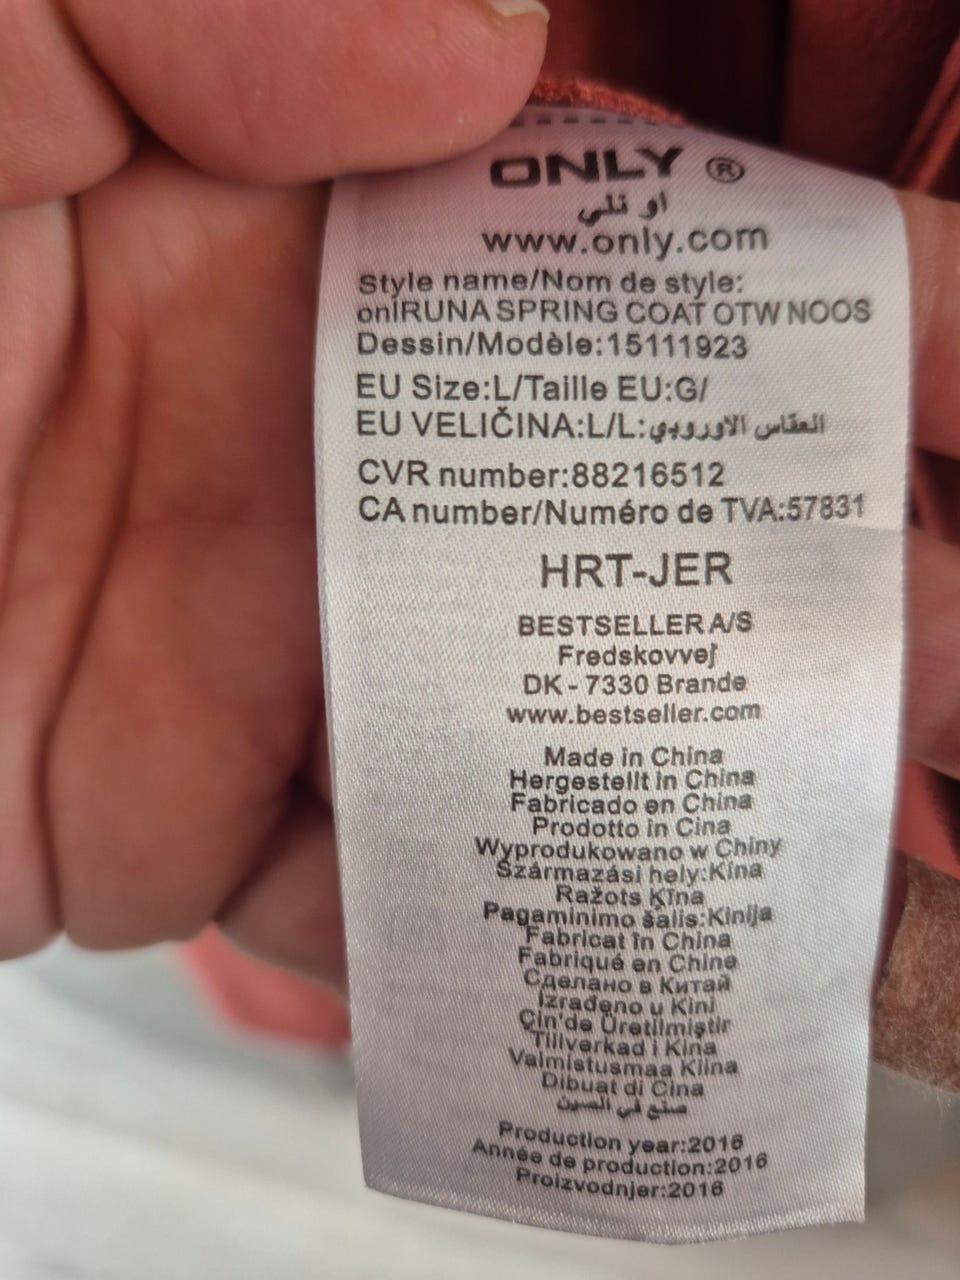 ONLY ®
اونلي
www.only.com
Style name/Nom de style:
onlRUNA SPRING COAT OTW NOOS
Dessin/Modèle:15111923
EU Size:L/Taille EU:G/
EU VELIČINA:L/L:المقاس الاوروبي
CVR number:88216512
CA number/Numéro de TVA:57831
HRT-JER
BESTSELLER A/S
Fredskovvej
DK - 7330 Brande
www.bestseller.com
Made in China
Hergestellt in China
Fabricado en China
Prodotto in Cina
Wyprodukowano w Chiny
Származási hely:Kína
Ražots Ķīna
Pagaminimo šalis:Kinija
Fabricat în China
Fabriqué en Chine
Сделано в Китай
Izrađeno u Kini
Çin'de Üretilmiştir
Tillverkad i Kina
Valmistusmaa Kiina
Dibuat di Cina
صنع في الصين
Production year:2016
Année de production:2016
Proizvodnjer:2016